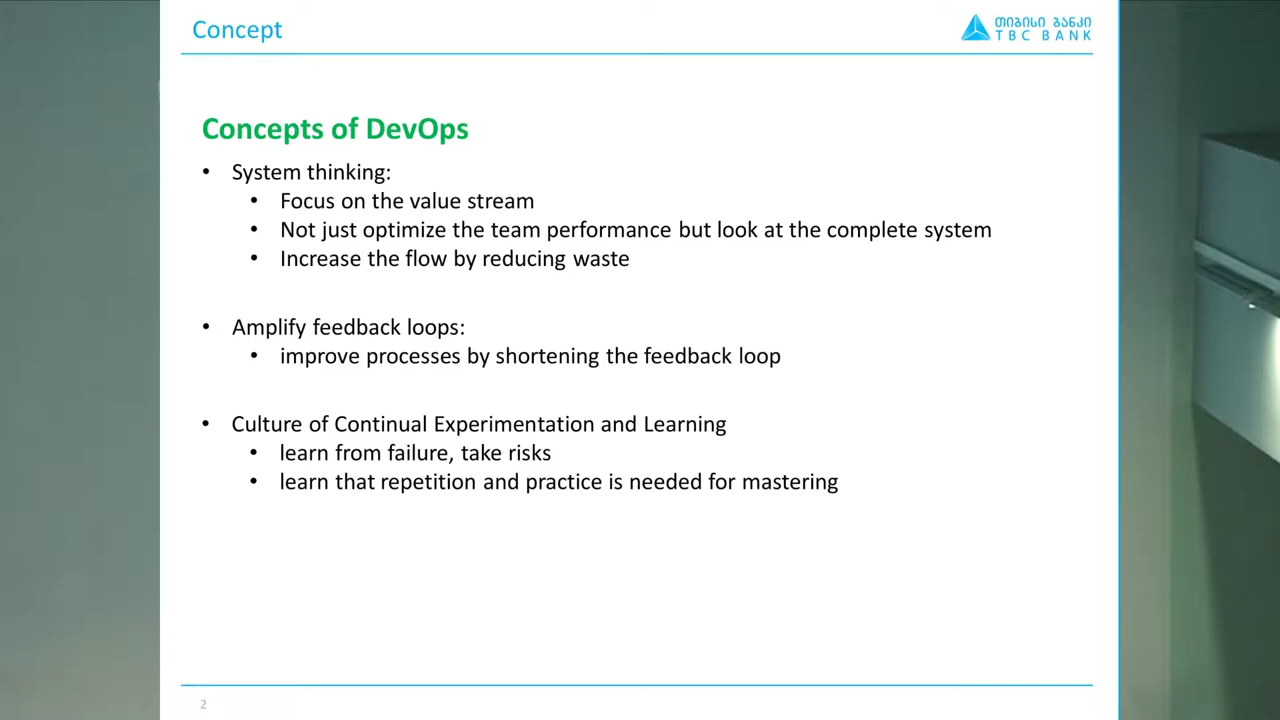 Concept
თიბისი ბანკი
TBC BANK
Concepts of DevOps
• System thinking:
• Focus on the value stream
• Not just optimize the team performance but look at the complete system
• Increase the flow by reducing waste
• Amplify feedback loops:
• improve processes by shortening the feedback loop
• Culture of Continual Experimentation and Learning
• learn from failure, take risks
• learn that repetition and practice is needed for mastering
2